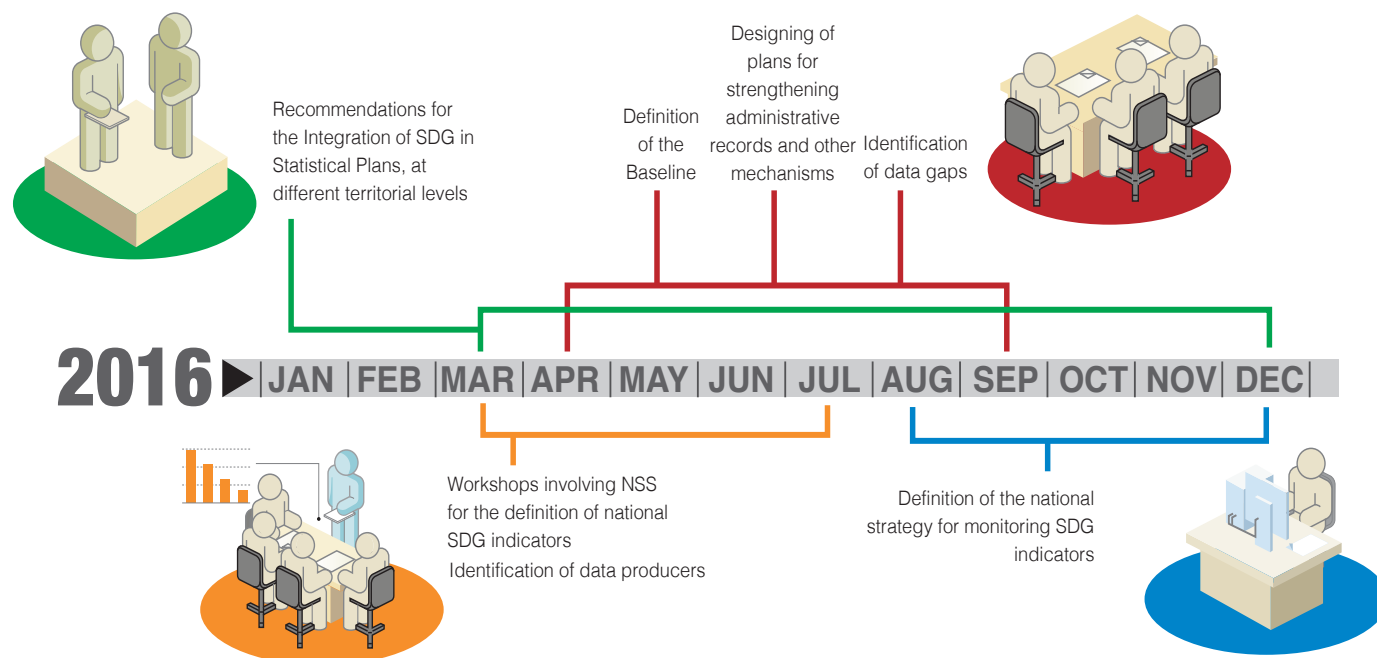 Recommendations for
the Integration of SDG in
Statistical Plans, at
different territorial levels
Definition
of the
Baseline
Designing of
plans for
strengthening
administrative
records and other
mechanisms
Identification
of data gaps
2016
JAN FEB MAR APR MAY JUN JUL AUG SEP OCT NOV DEC
Workshops involving NSS
for the definition of national
SDG indicators
Identification of data producers
Definition of the national
strategy for monitoring SDG
indicators